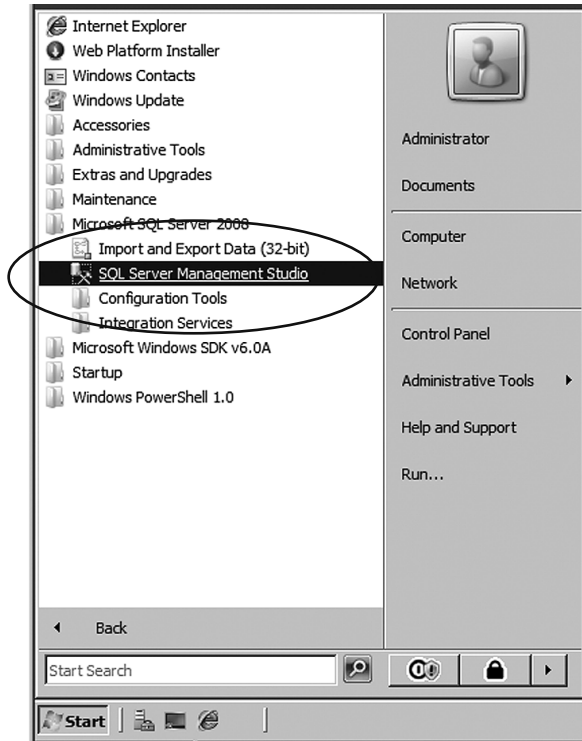 Internet Explorer
Web Platform Installer
Windows Contacts
Windows Update
Accessories
Administrative Tools
Extras and Upgrades
Maintenance
Microsoft SQL Server 2008
Import and Export Data (32-bit)
SQL Server Management Studio
Configuration Tools
Integration Services
Microsoft Windows SDK v6.0A
Startup
Windows PowerShell 1.0
Back
Start Search
Administrator
Documents
Computer
Network
Control Panel
Administrative Tools
Help and Support
Run...
Start